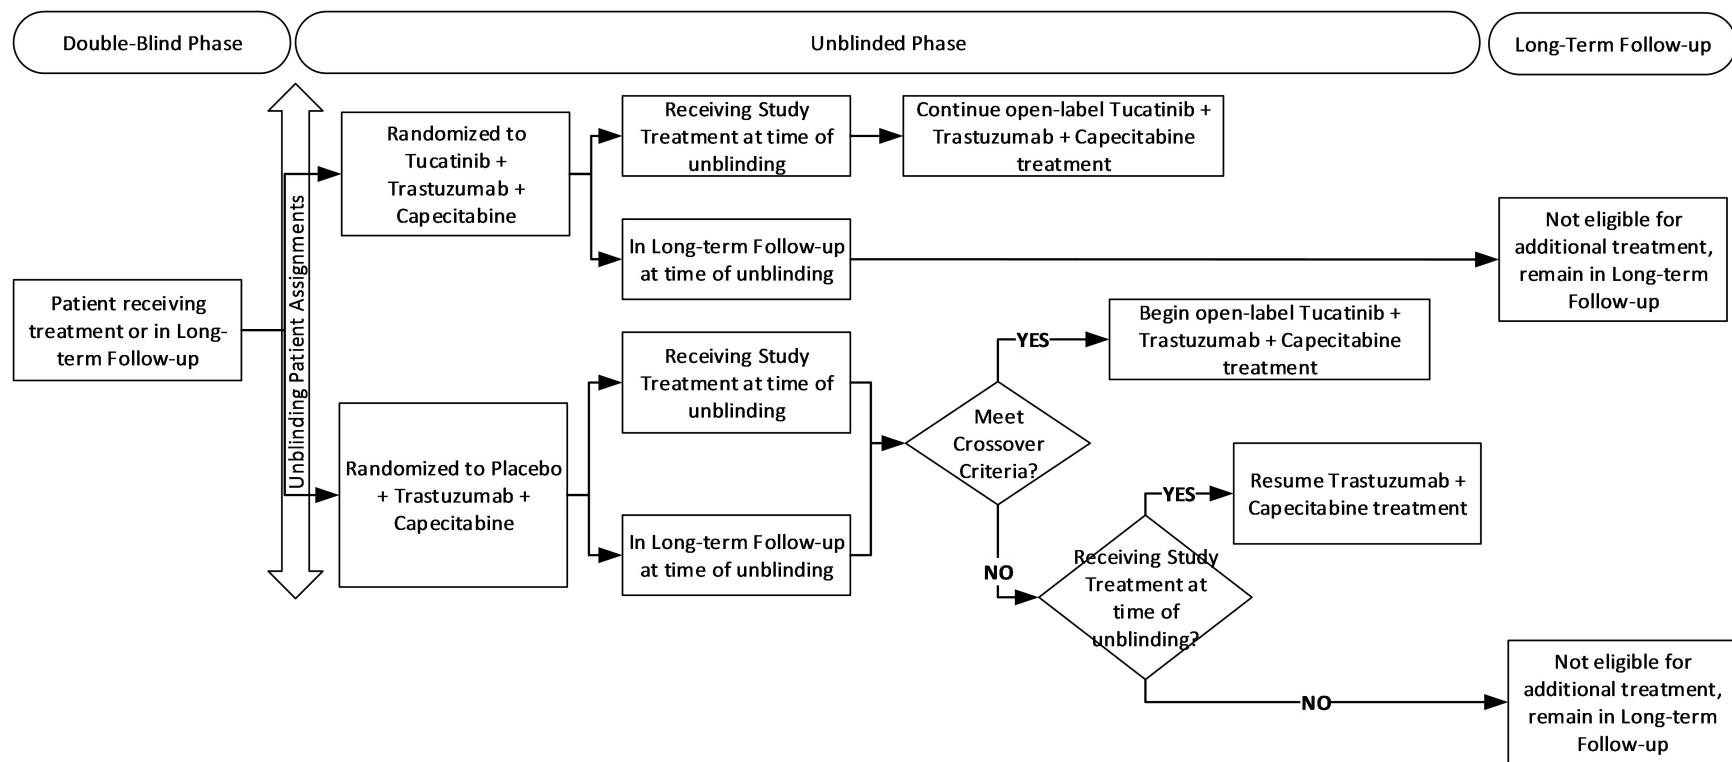 Double-Blind Phase
Unblinded Phase
Long-Term Follow-up
Patient receiving
treatment or in Long-
term Follow-up
Unblinding Patient Assignments
Randomized to
Tucatinib +
Trastuzumab +
Capecitabine
Receiving Study
Treatment at time of
unblinding
Continue open-label Tucatinib +
Trastuzumab + Capecitabine
treatment
In Long-term Follow-up
at time of unblinding
Not eligible for
additional treatment,
remain in Long-term
Follow-up
Randomized to Placebo
+ Trastuzumab +
Capecitabine
Receiving Study
Treatment at time of
unblinding
In Long-term Follow-up
at time of unblinding
Meet
Crossover
Criteria?
YES
Begin open-label Tucatinib +
Trastuzumab + Capecitabine
treatment
NO
Receiving Study
Treatment at
time of
unblinding?
YES
Resume Trastuzumab +
Capecitabine treatment
NO
Not eligible for
additional treatment,
remain in Long-term
Follow-up